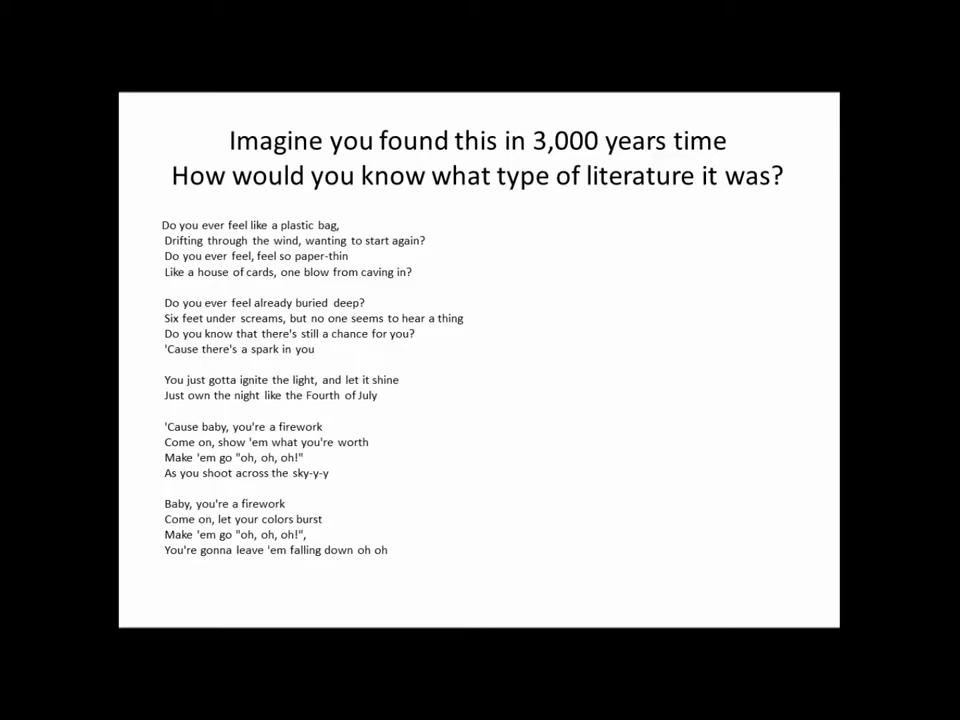 Imagine you found this in 3,000 years time
How would you know what type of literature it was?
Do you ever feel like a plastic bag,
Drifting through the wind, wanting to start again?
Do you ever feel, feel so paper-thin
Like a house of cards, one blow from caving in?
Do you ever feel already buried deep?
Six feet under screams, but no one seems to hear a thing
Do you know that there's still a chance for you?
'Cause there's a spark in you
You just gotta ignite the light, and let it shine
Just own the night like the Fourth of July
'Cause baby, you're a firework
Come on, show 'em what you're worth
Make 'em go "oh, oh, oh!"
As you shoot across the sky-y-y
Baby, you're a firework
Come on, let your colors burst
Make 'em go "oh, oh, oh!",
You're gonna leave 'em falling down oh oh